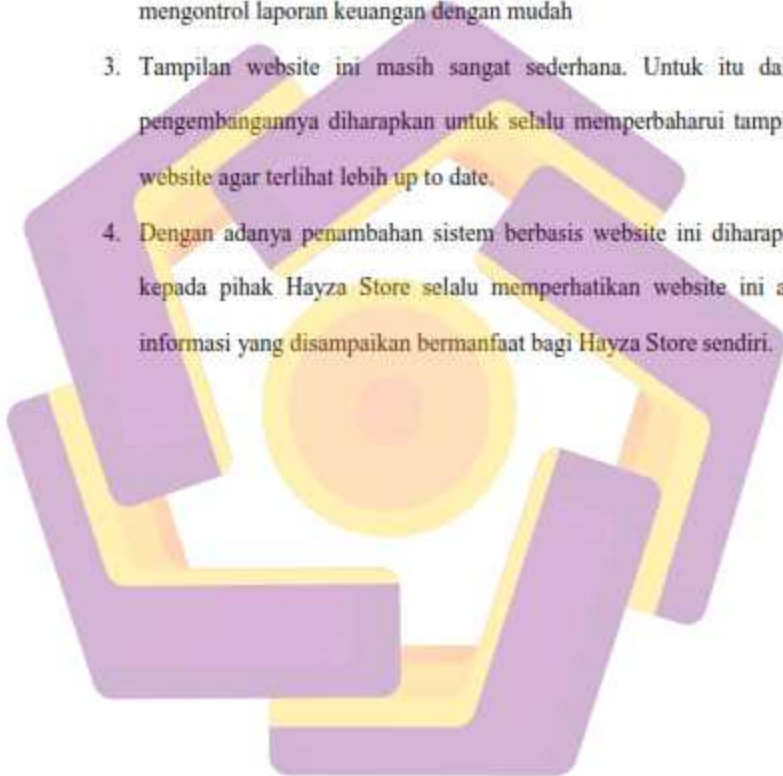 mengontrol laporan keuangan dengan mudah
3. Tampilan website ini masih sangat sederhana. Untuk itu dal
pengembangannya diharapkan untuk selalu memperbaharui tamp
website agar terlihat lebih up to date.
4. Dengan adanya penambahan sistem berbasis website ini diharap
kepada pihak Hayza Store selalu memperhatikan website ini a
informasi yang disampaikan bermanfaat bagi Hayza Store sendiri.